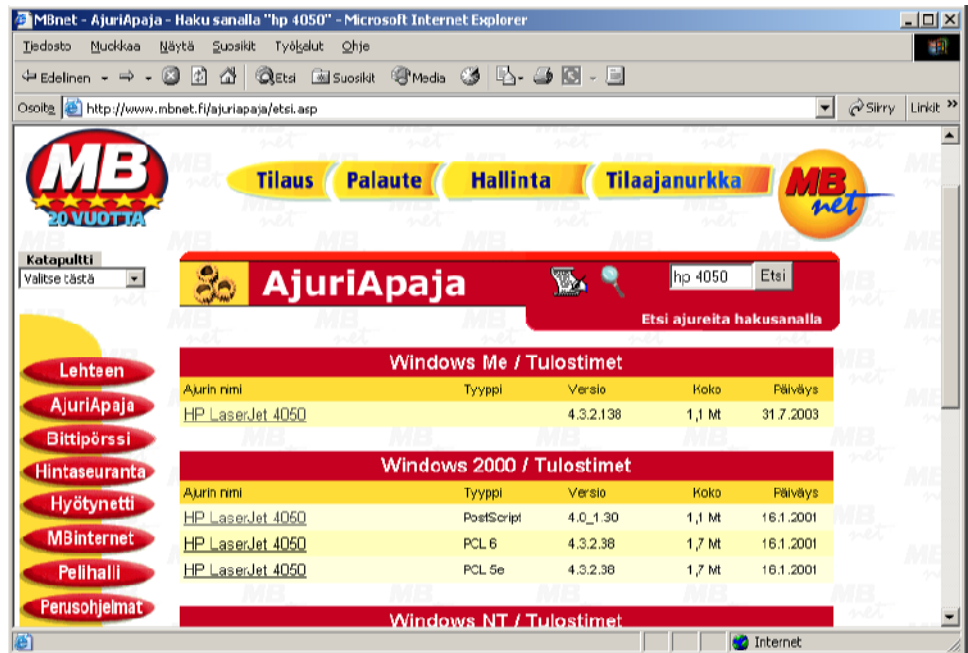 MBnet - AjuriApaja - Haku sanalla "hp 4050" - Microsoft Internet Explorer
Tiedosto Muokkaa Näytä Suosikit Työkalut Ohje
Edelinen Etsi Suosikit Media
Osoite http://www.mbnet.fi/ajuriapaja/etsi.asp Siirry Linkit »
MB
20 VUOTTA
Tilaus Palaute Hallinta Tilaajanurkka
MB net
Katapultti
Valitse tästä
AjuriApaja
hp 4050 Etsi
Etsi ajureita hakusanalla
Lehteen
AjuriApaja
Bittipörssi
Hintaseuranta
Hyötynetti
MBinternet
Pelihalli
Perusohjelmat
Windows Me / Tulostimet
Ajurin nimi Tyyppi Versio Koko Päiväys
HP LaserJet 4050 4.3.2.138 1,1 Mt 31.7.2003
Windows 2000 / Tulostimet
Ajurin nimi Tyyppi Versio Koko Päiväys
HP LaserJet 4050 PostScript 4.0_1.30 1,1 Mt 16.1.2001
HP LaserJet 4050 PCL 6 4.3.2.38 1,7 Mt 16.1.2001
HP LaserJet 4050 PCL 5e 4.3.2.38 1,7 Mt 16.1.2001
Windows NT / Tulostimet
Internet